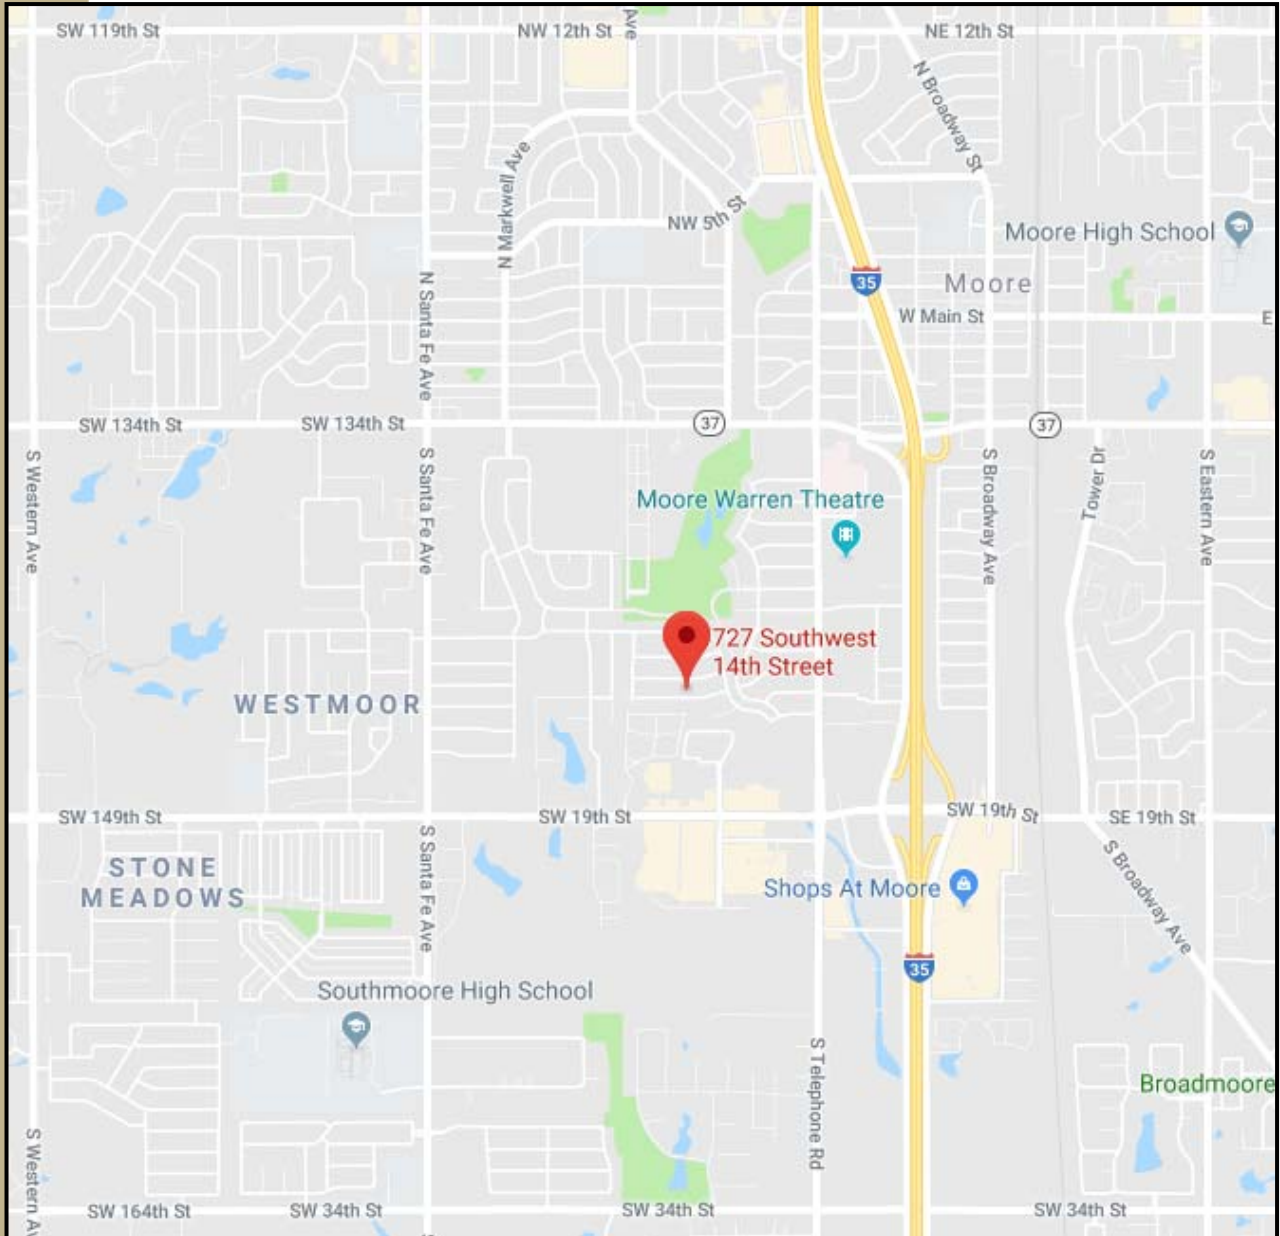 SW 119th St
NW 12th St
Ave
NE 12th St
N Broadway St
N Markwell Ave
NW 5th St
Moore High School
35
Moore
N Santa Fe Ave
W Main St
E
SW 134th St
SW 134th St
37
37
S Western Ave
S Santa Fe Ave
Moore Warren Theatre
S Broadway Ave
Tower Dr
S Eastern Ave
727 Southwest
14th Street
WESTMOOR
SW 149th St
SW 19th St
SW 19th St
SE 19th St
STONE
MEADOWS
S Santa Fe Ave
Shops At Moore
S Broadway Ave
35
Southmoore High School
S Telephone Rd
Broadmoore
S Western Av
SW 164th St
SW 34th St
SW 34th St
SW 34th St